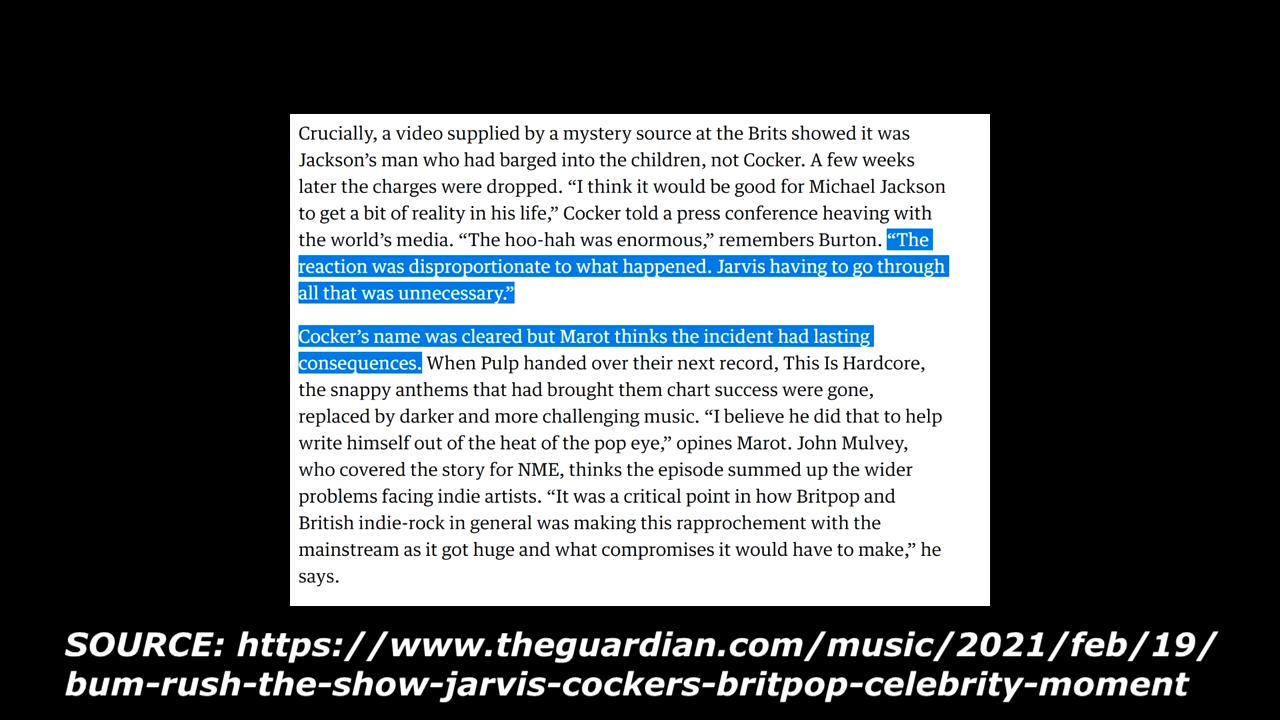 Crucially, a video supplied by a mystery source at the Brits showed it was
Jackson’s man who had barged into the children, not Cocker. A few weeks
later the charges were dropped. “I think it would be good for Michael Jackson
to get a bit of reality in his life,” Cocker told a press conference heaving with
the world’s media. “The hoo-hah was enormous,” remembers Burton. “The
reaction was disproportionate to what happened. Jarvis having to go through
all that was unnecessary.”
Cocker’s name was cleared but Marot thinks the incident had lasting
consequences. When Pulp handed over their next record, This Is Hardcore,
the snappy anthems that had brought them chart success were gone,
replaced by darker and more challenging music. “I believe he did that to help
write himself out of the heat of the pop eye,” opines Marot. John Mulvey,
who covered the story for NME, thinks the episode summed up the wider
problems facing indie artists. “It was a critical point in how Britpop and
British indie-rock in general was making this rapprochement with the
mainstream as it got huge and what compromises it would have to make,” he
says.
SOURCE: https://www.theguardian.com/music/2021/feb/19/
bum-rush-the-show-jarvis-cockers-britpop-celebrity-moment